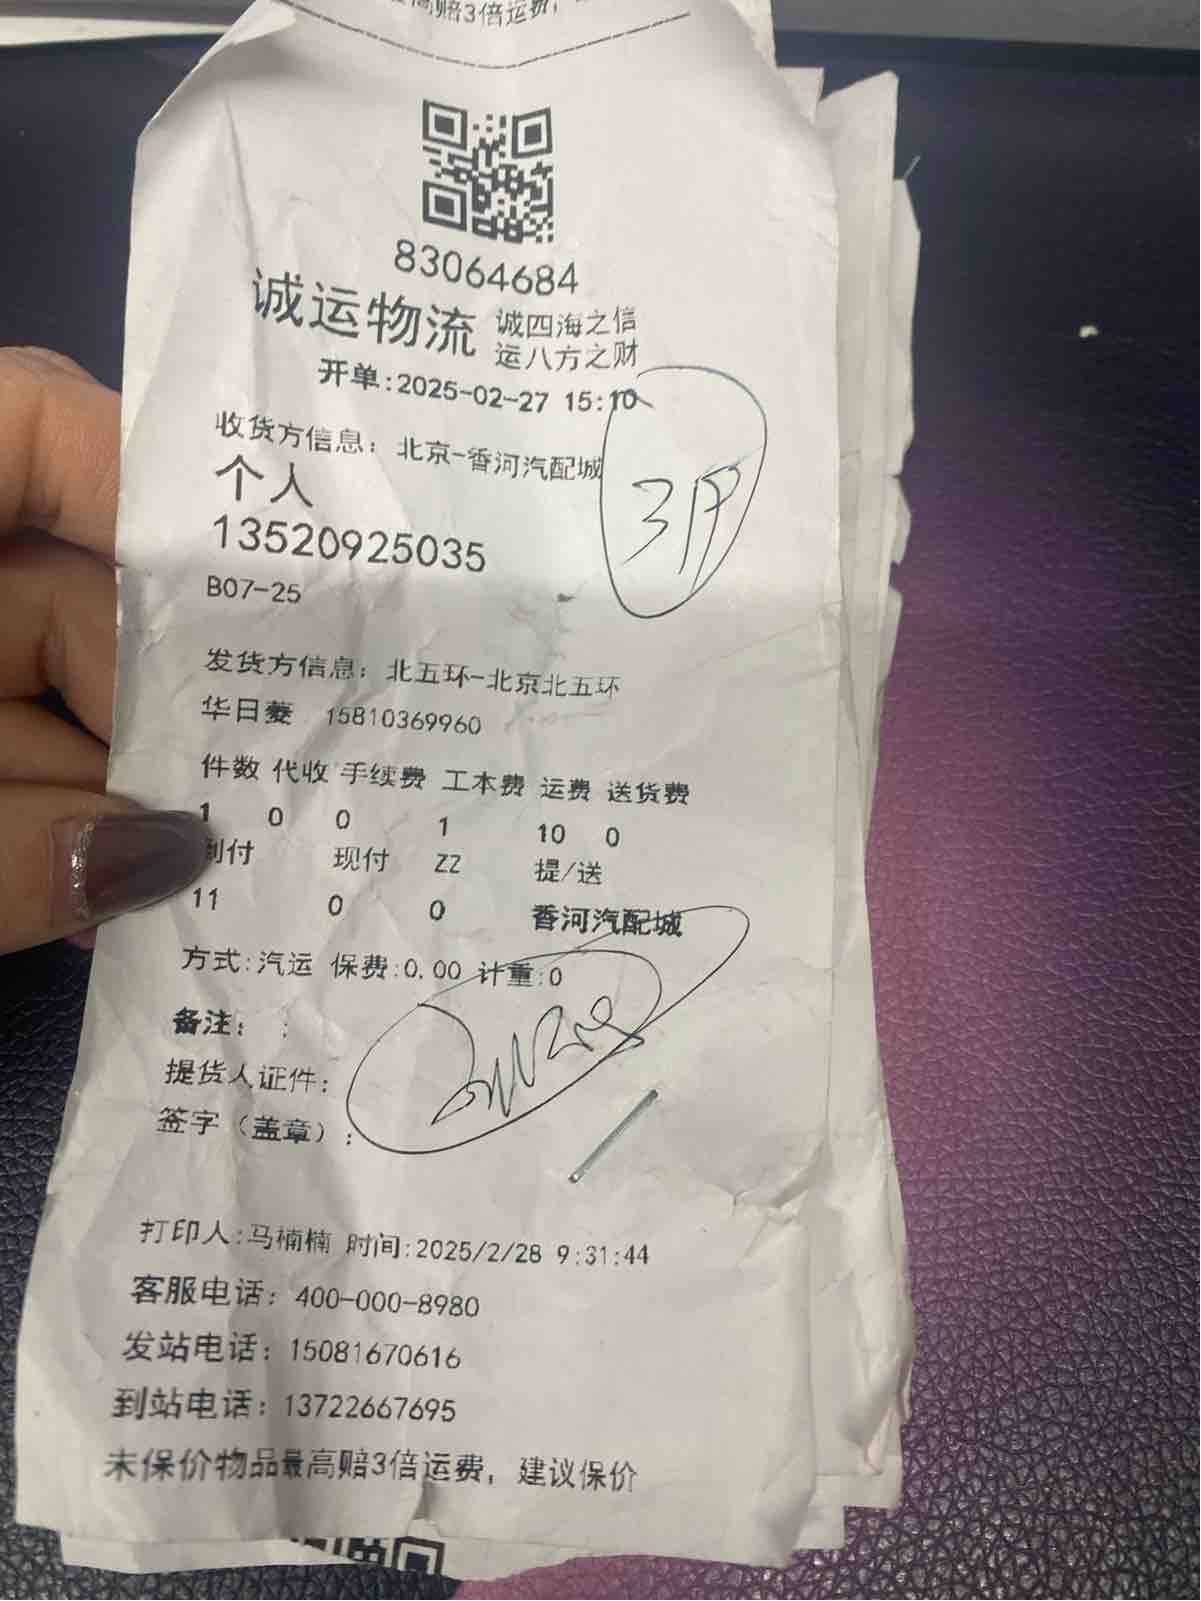 高赔3倍运费,
83064684
诚运物流 诚四海之信
运八方之财
开单:2025-02-27 15:10
收货方信息: 北京-香河汽配城
个人
13520925035
B07-25
发货方信息: 北五环-北京北五环
华日菱 15810369960
件数 代收 手续费 工本费 运费 送货费
1 0 0 1 10 0
到付 现付 ZZ 提/送
11 0 0 香河汽配城
方式:汽运 保费:0.00 计重:0
备注: :
提货人证件:
签字(盖章):
打印人:马楠楠 时间:2025/2/28 9:31:44
客服电话: 400-000-8980
发站电话: 15081670616
到站电话: 13722667695
未保价物品最高赔3倍运费, 建议保价